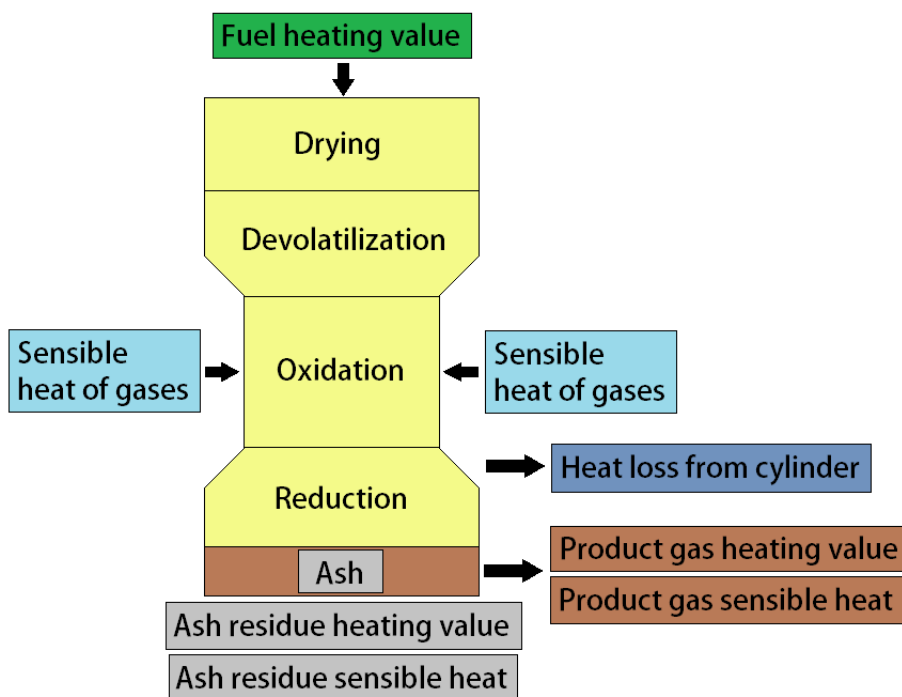 Fuel heating value
Drying
Devolatilization
Sensible
heat of gases
Oxidation
Sensible
heat of gases
Heat loss from cylinder
Reduction
Product gas heating value
Ash
Product gas sensible heat
Ash residue heating value
Ash residue sensible heat